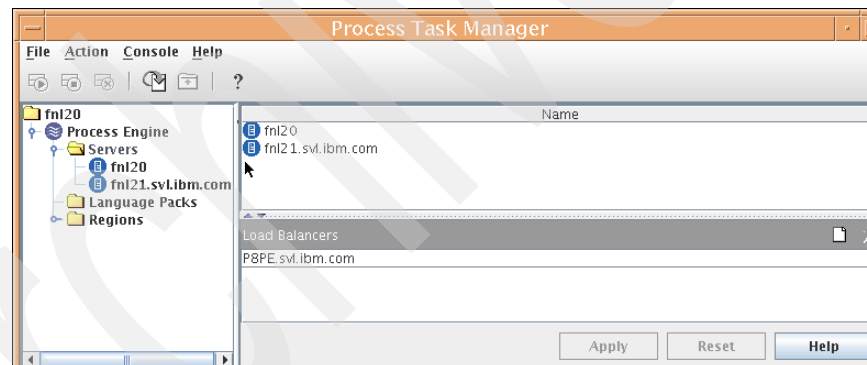 Process Task Manager
File Action Console Help
?
fnl20
Process Engine
Servers
fnl20
fnl21.svl.ibm.com
Language Packs
Regions
Name
fnl20
fnl21.svl.ibm.com
Load Balancers
P8PE.svl.ibm.com
Apply Reset Help